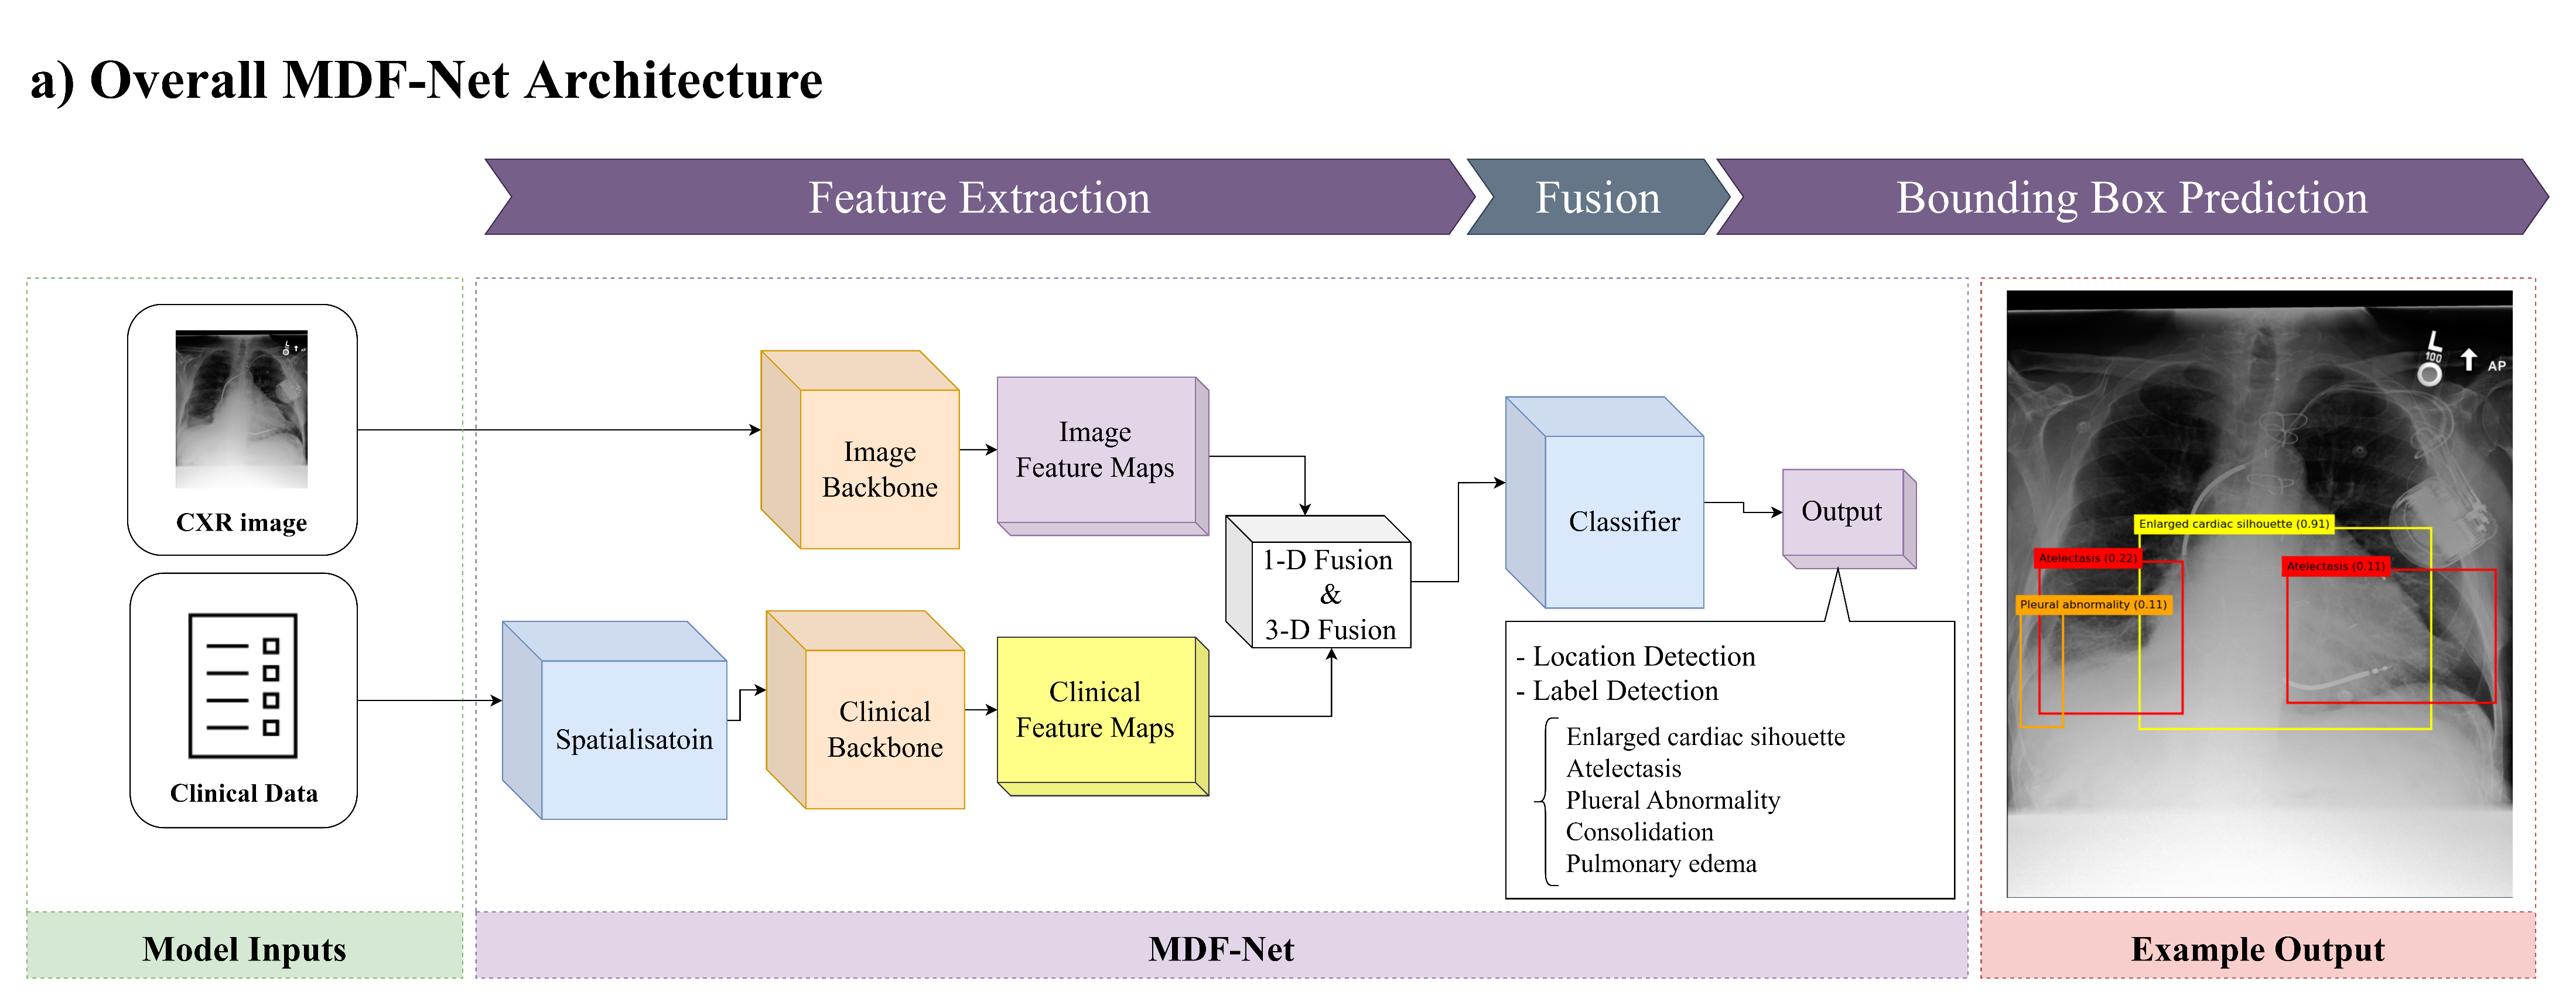 a) Overall MDF-Net Architecture
Feature Extraction
Fusion
Bounding Box Prediction
CXR image
Clinical Data
Model Inputs
Image
Backbone
Image
Feature Maps
Spatialisatoin
Clinical
Backbone
Clinical
Feature Maps
1-D Fusion
&
3-D Fusion
Classifier
Output
- Location Detection
- Label Detection
Enlarged cardiac sihouette
Atelectasis
Plueral Abnormality
Consolidation
Pulmonary edema
MDF-Net
L
100
AP
Enlarged cardiac silhouette (0.91)
Atelectasis (0.22)
Atelectasis (0.11)
Pleural abnormality (0.11)
Example Output